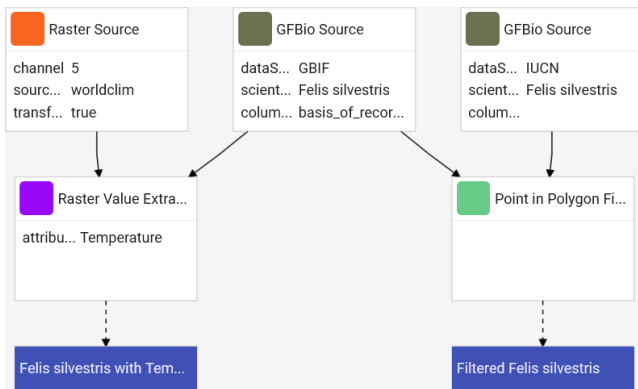 Raster Source
channel 5
sourc... worldclim
transf... true
GFBio Source
dataS... GBIF
scient... Felis silvestris
colum... basis_of_recor...
GFBio Source
dataS... IUCN
scient... Felis silvestris
colum...
Raster Value Extra...
attribu... Temperature
Point in Polygon Fi...
Felis silvestris with Tem...
Filtered Felis silvestris